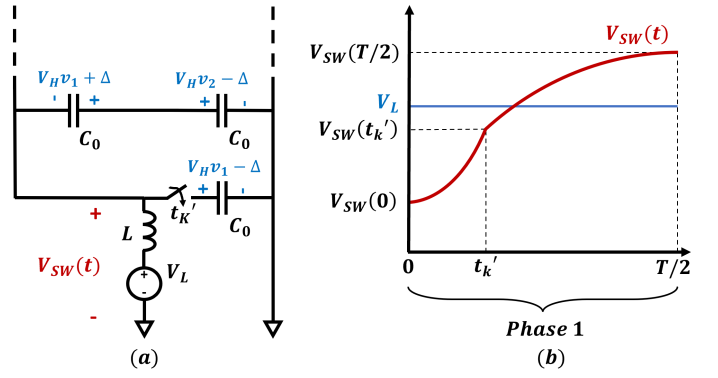 V_H v_1 + Δ
V_H v_2 − Δ
- +
+ -
C_0
C_0
V_H v_1 − Δ
+ -
+
t_K′
C_0
L
V_SW(t)
V_L
+
-
-
(a)
V_SW(t)
V_SW(T/2)
V_L
V_SW(t_k′)
V_SW(0)
0
t_k′
T/2
Phase 1
(b)